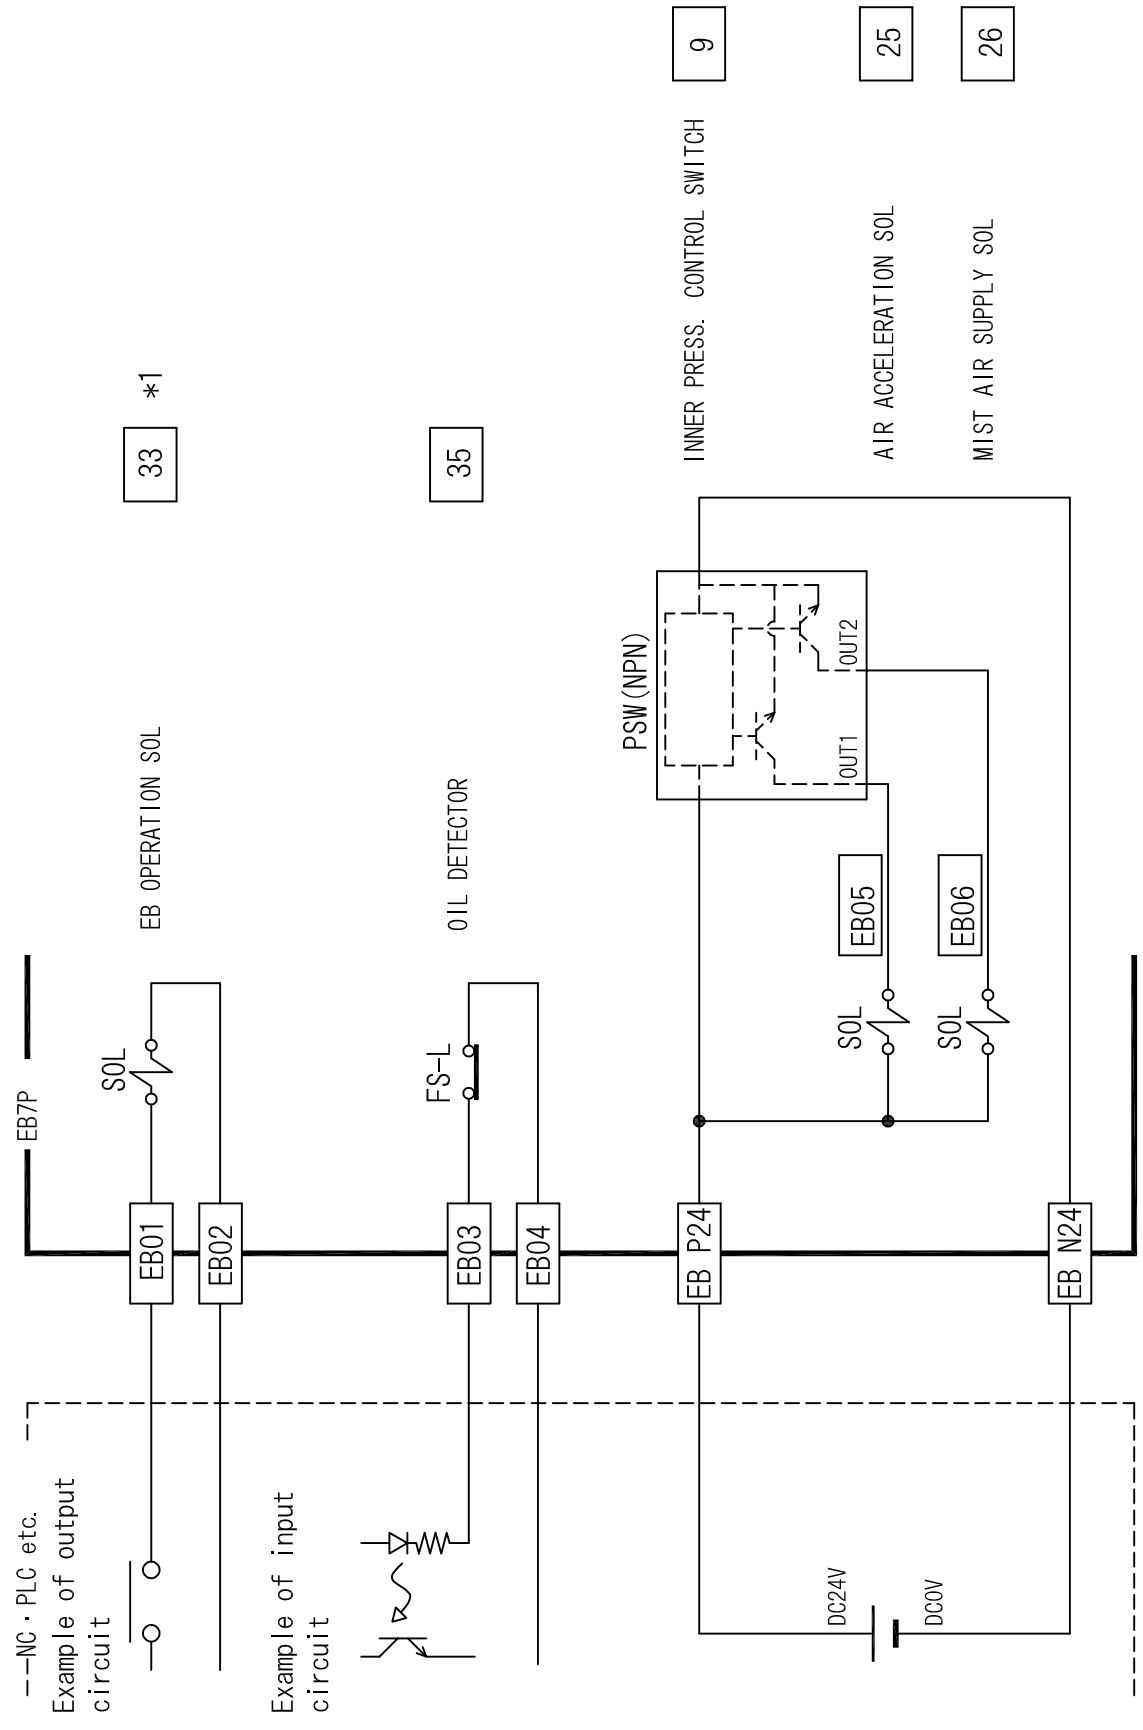 --NC・PLC etc.
Example of output
circuit
EB7P
EB01
SOL
EB OPERATION SOL
33
*1
EB02
Example of input
circuit
EB03
FS-L
OIL DETECTOR
35
EB04
EB P24
PSW(NPN)
INNER PRESS. CONTROL SWITCH
9
OUT1
OUT2
DC24V
SOL
EB05
AIR ACCELERATION SOL
25
DC0V
SOL
EB06
MIST AIR SUPPLY SOL
26
EB N24